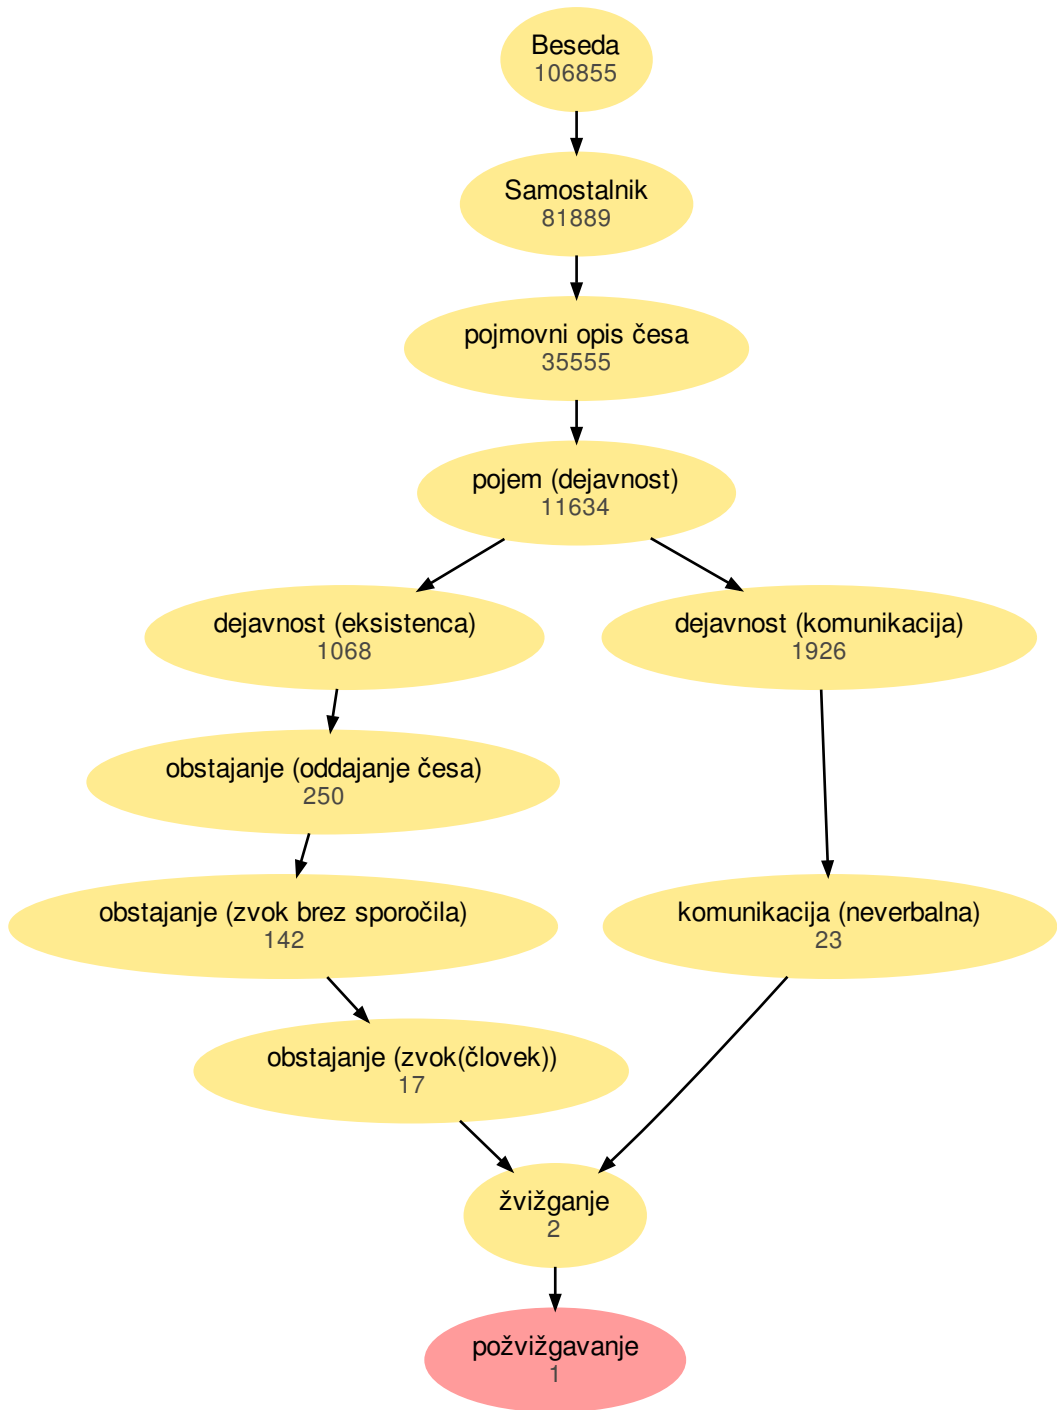 Beseda
106855
Samostalnik
81889
pojmovni opis česa
35555
pojem (dejavnost)
11634
dejavnost (eksistenca)
1068
dejavnost (komunikacija)
1926
obstajanje (oddajanje česa)
250
obstajanje (zvok brez sporočila)
142
komunikacija (neverbalna)
23
obstajanje (zvok(človek))
17
žvižganje
2
požvižgavanje
1